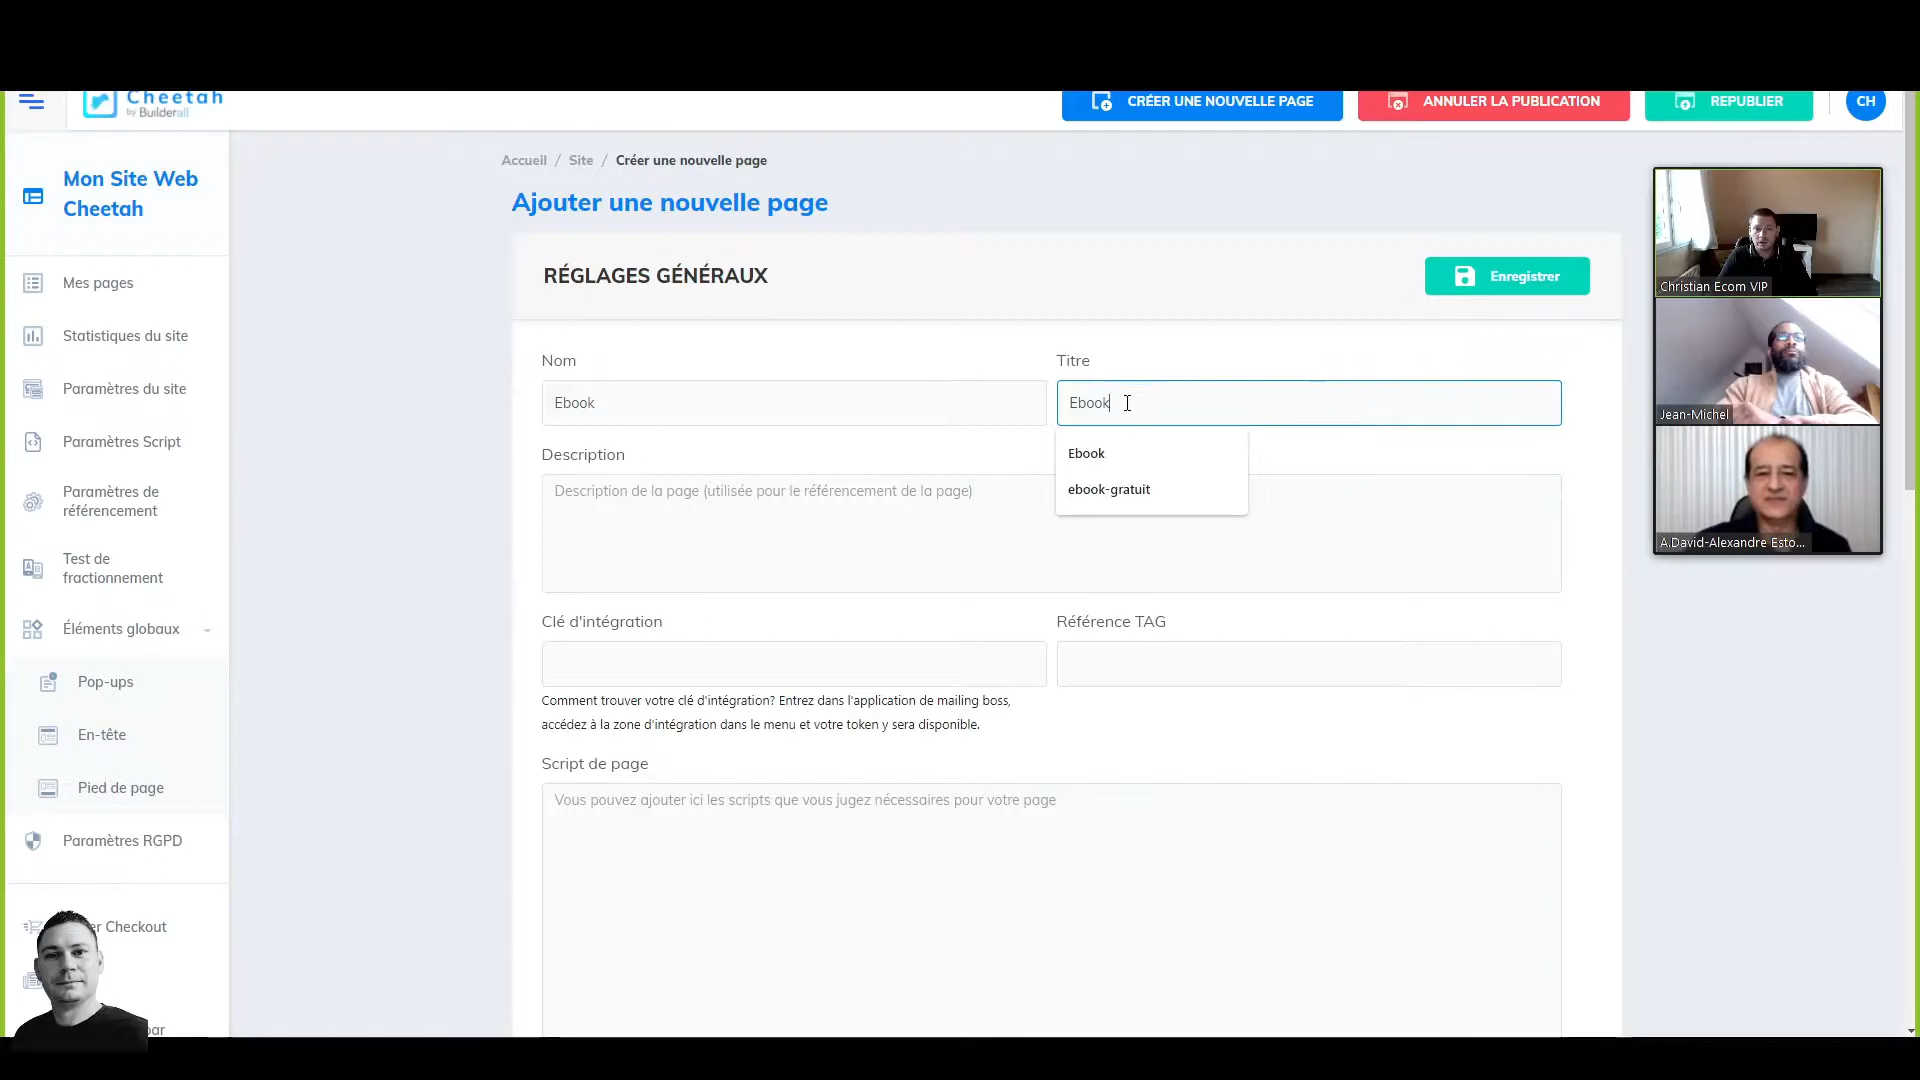 Cheetah
by Builderall
CRÉER UNE NOUVELLE PAGE
ANNULER LA PUBLICATION
REPUBLIER
CH
Accueil / Site / Créer une nouvelle page
Mon Site Web
Cheetah
Ajouter une nouvelle page
RÉGLAGES GÉNÉRAUX
Enregistrer
Mes pages
Statistiques du site
Paramètres du site
Paramètres Script
Paramètres de
référencement
Test de
fractionnement
Éléments globaux
Pop-ups
En-tête
Pied de page
Paramètres RGPD
Checkout
Nom
Titre
Ebook
Ebook
Ebook
ebook-gratuit
Description
Description de la page (utilisée pour le référencement de la page)
Clé d'intégration
Référence TAG
Comment trouver votre clé d'intégration? Entrez dans l'application de mailing boss,
accédez à la zone d'intégration dans le menu et votre token y sera disponible.
Script de page
Vous pouvez ajouter ici les scripts que vous jugez nécessaires pour votre page
Christian Ecom VIP
Jean-Michel
A.David-Alexandre Esto...